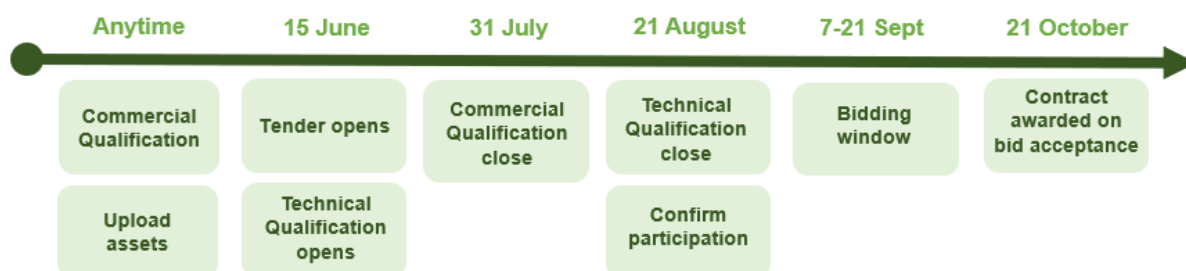 Anytime
15 June
31 July
21 August
7-21 Sept
21 October
Commercial
Qualification
Tender opens
Commercial
Qualification
close
Technical
Qualification
close
Bidding
window
Contract
awarded on
bid acceptance
Upload
assets
Technical
Qualification
opens
Confirm
participation